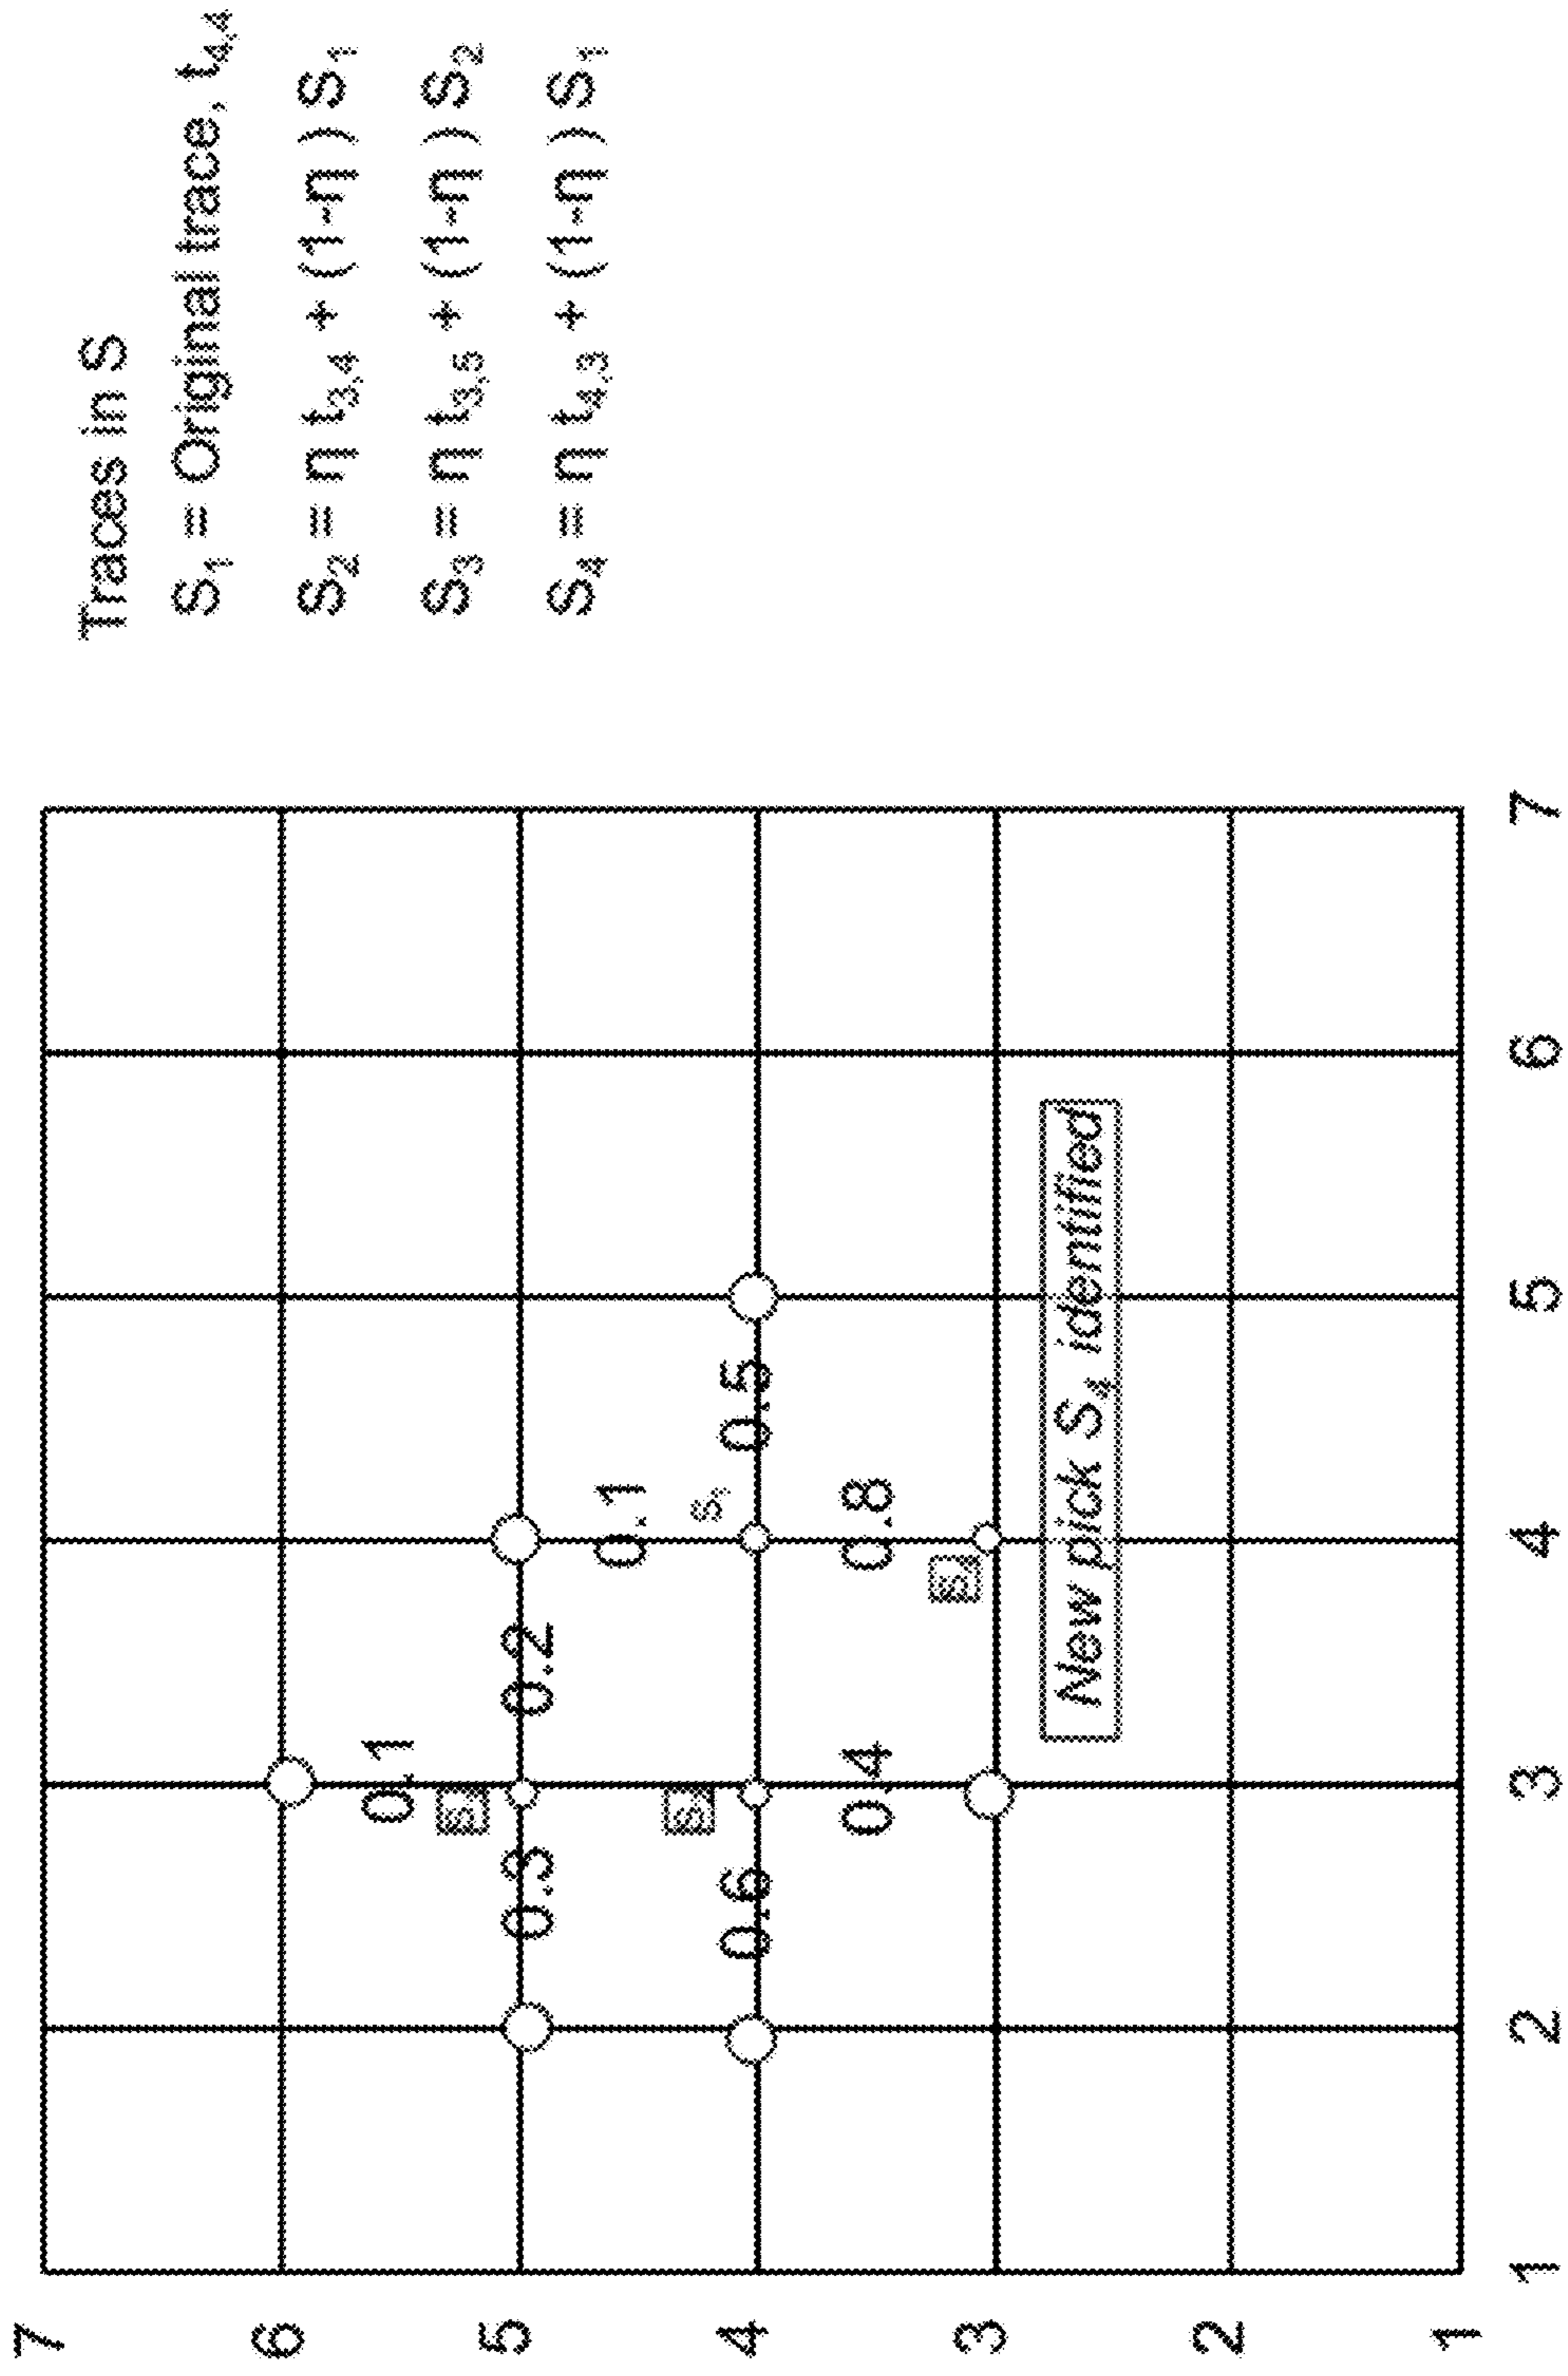 Traces in S
S₁ = Original trace, t₄,₄
S₂ = η t₃,₄ + (1-η) S₁
S₃ = η t₃,₅ + (1-η) S₂
S₄ = η t₄,₃ + (1-η) S₁
7
6
0.1
5
0.3
0.2
0.1
S₁
4
0.6
0.5
0.4
0.8
S₄
3
New pick S₄ identified
2
1
1
2
3
4
5
6
7